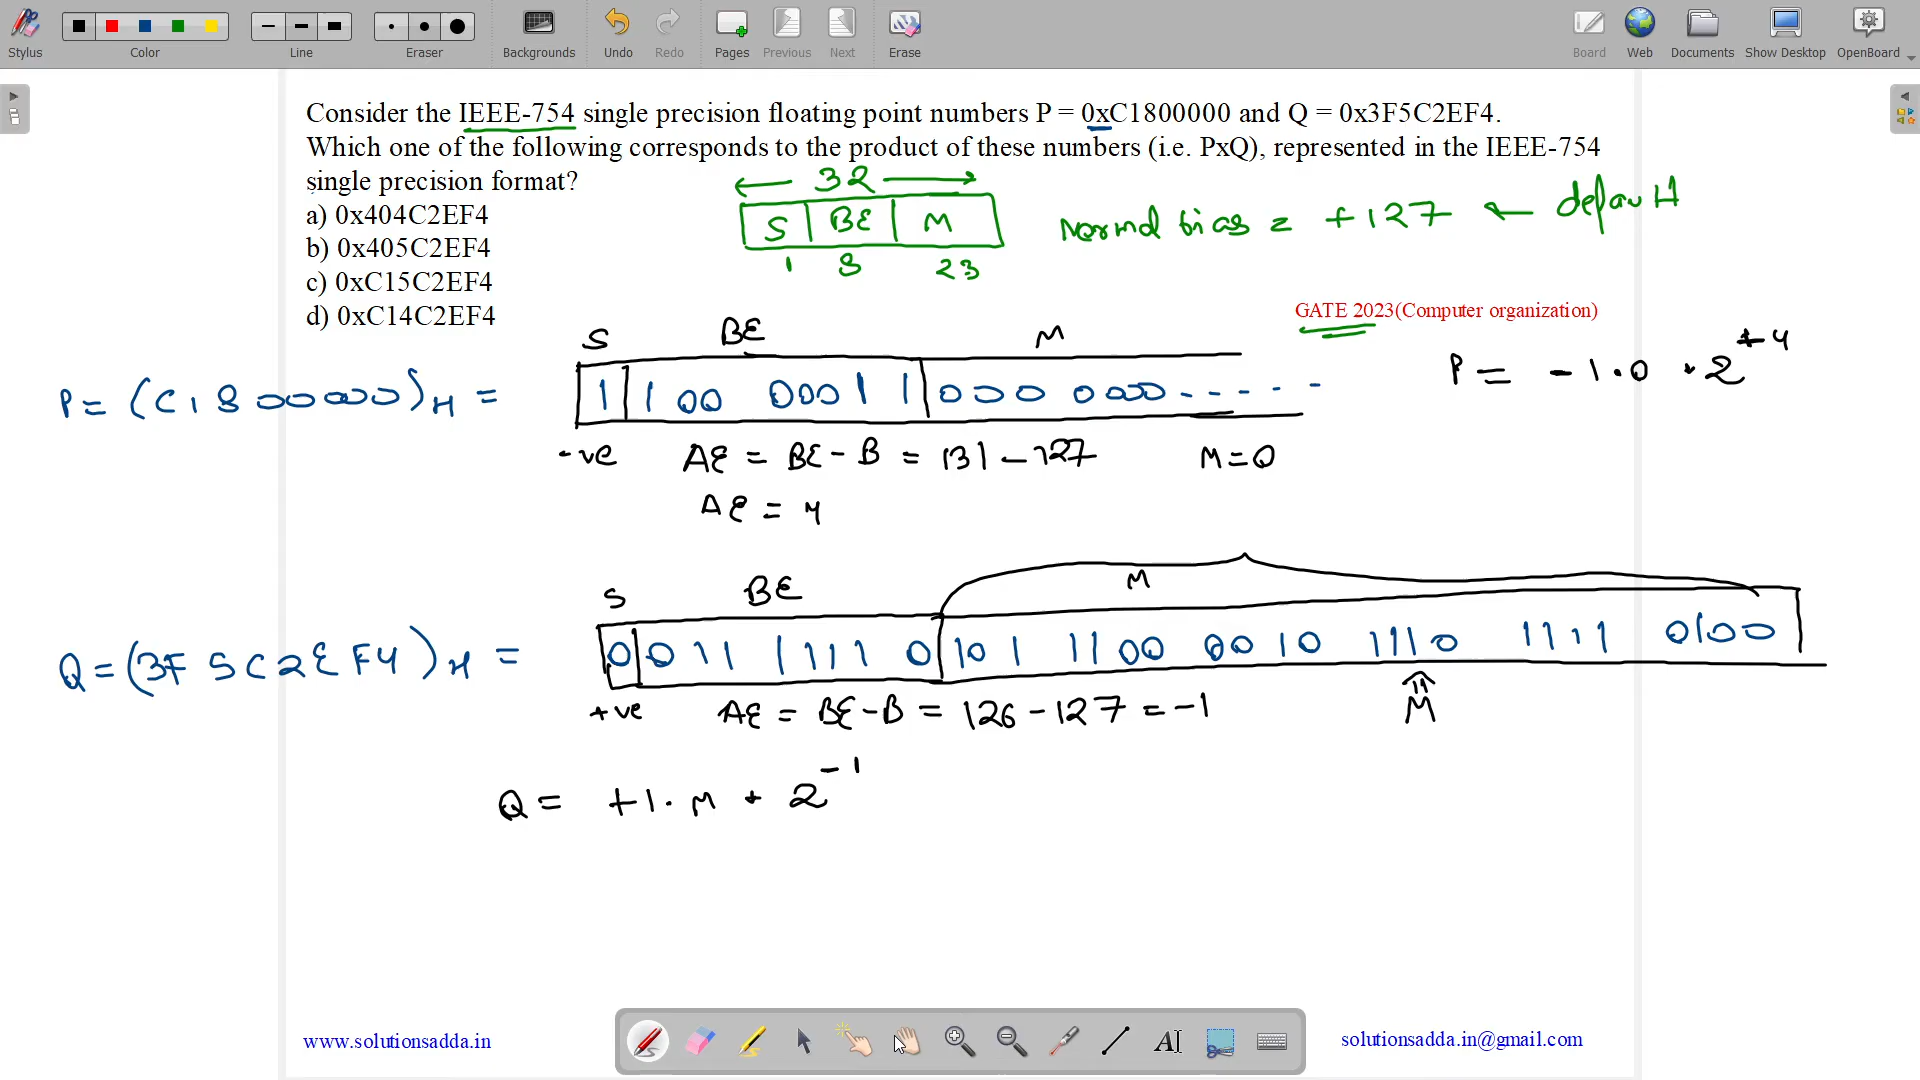 Stylus Color Line Eraser Backgrounds Undo Redo Pages Previous Next Erase Board Web Documents Show Desktop OpenBoard
Consider the IEEE-754 single precision floating point numbers P = 0xC1800000 and Q = 0x3F5C2EF4.
Which one of the following corresponds to the product of these numbers (i.e. PxQ), represented in the IEEE-754
single precision format?
a) 0x404C2EF4
b) 0x405C2EF4
c) 0xC15C2EF4
d) 0xC14C2EF4
32
S BE M
1 8 23
Normal bias = +127 ← default
GATE 2023(Computer organization)
S BE M
P = (C1800000)H = 1 100 0001 1 000 0000 ......
P = -1.0 * 2^+4
-ve AE = BE - B = 131 - 127 M = 0
AE = 4
S BE M
Q = (3F5C2EF4)H = 0 011 1111 0 101 1100 0010 1110 1111 0100
+ve AE = BE - B = 126 - 127 = -1 M
Q = +1.M * 2^-1
www.solutionsadda.in
solutionsadda.in@gmail.com